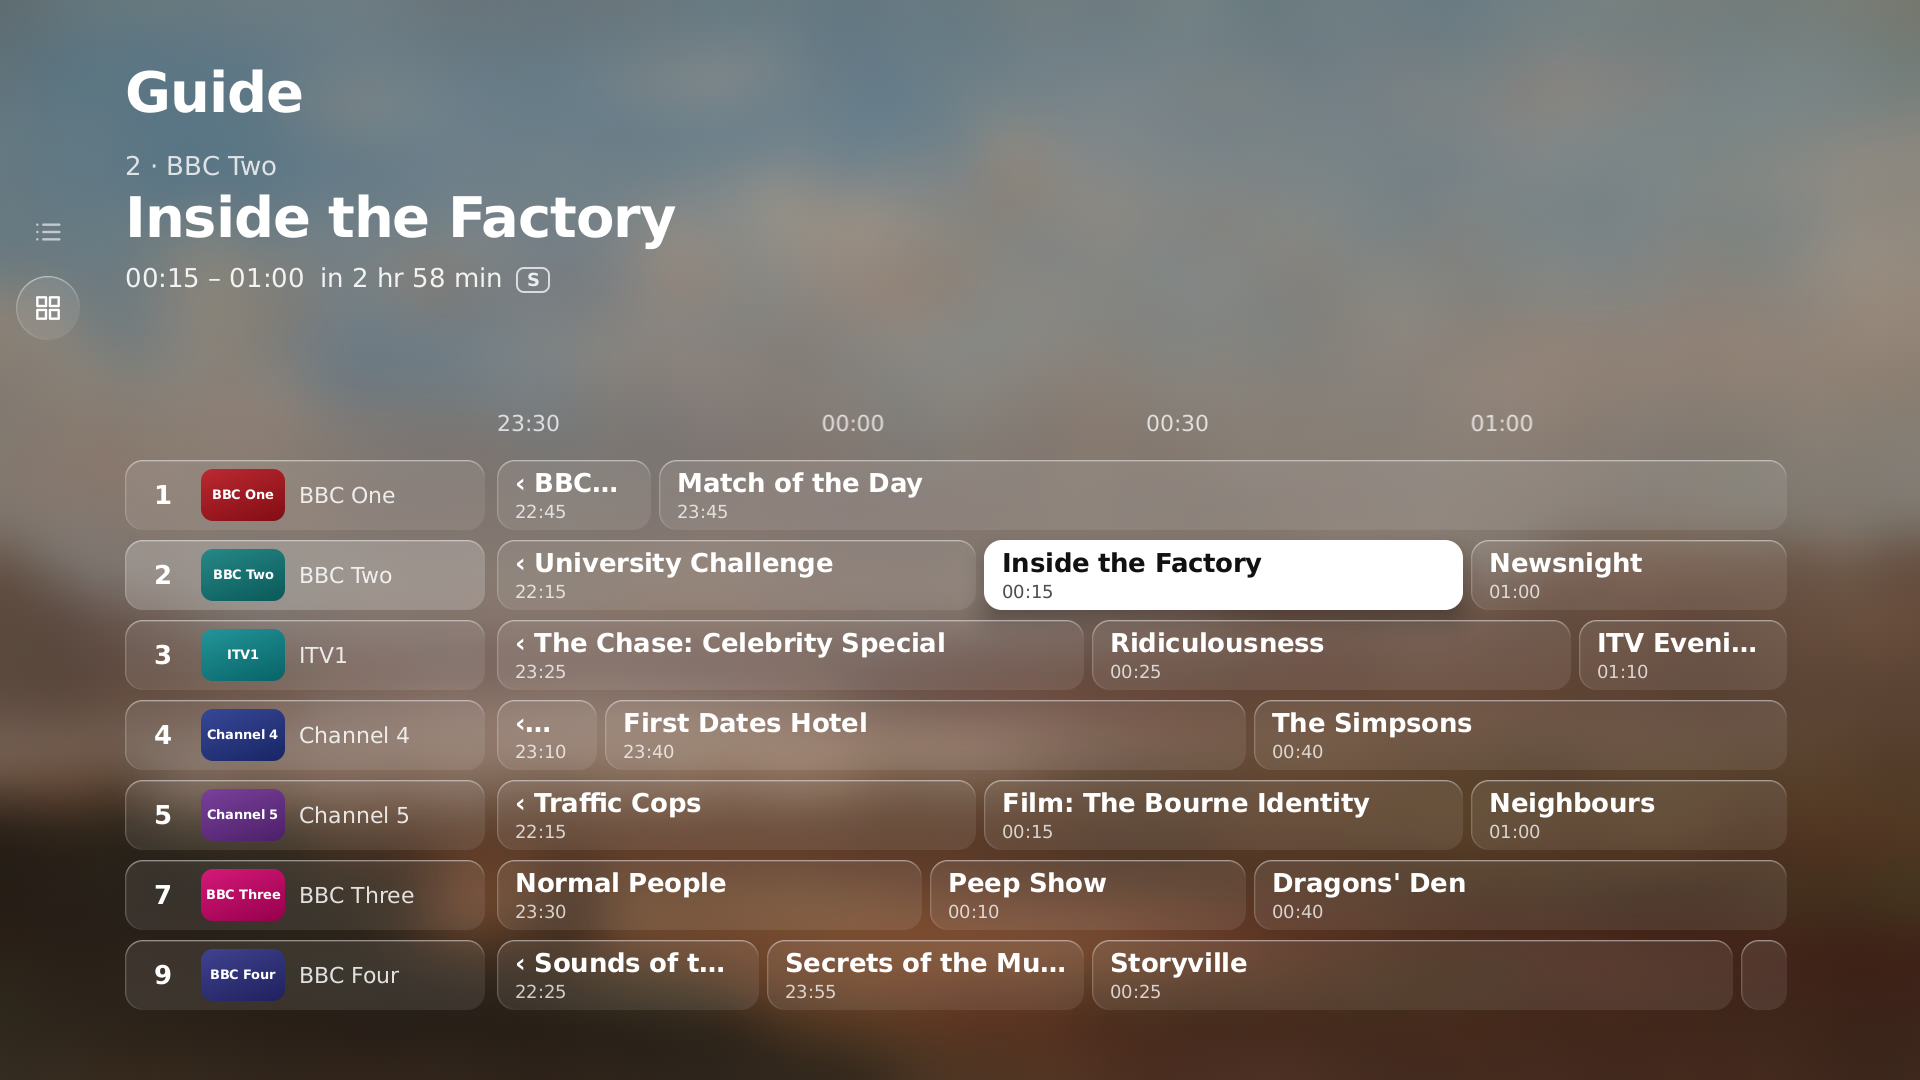 Guide
2 · BBC Two
Inside the Factory
00:15 – 01:00 in 2 hr 58 min S
23:30 00:00 00:30 01:00
1 BBC One BBC One ‹ BBC… 22:45 Match of the Day 23:45
2 BBC Two BBC Two ‹ University Challenge 22:15 Inside the Factory 00:15 Newsnight 01:00
3 ITV1 ITV1 ‹ The Chase: Celebrity Special 23:25 Ridiculousness 00:25 ITV Eveni… 01:10
4 Channel 4 Channel 4 ‹… 23:10 First Dates Hotel 23:40 The Simpsons 00:40
5 Channel 5 Channel 5 ‹ Traffic Cops 22:15 Film: The Bourne Identity 00:15 Neighbours 01:00
7 BBC Three BBC Three Normal People 23:30 Peep Show 00:10 Dragons' Den 00:40
9 BBC Four BBC Four ‹ Sounds of t… 22:25 Secrets of the Mu… 23:55 Storyville 00:25